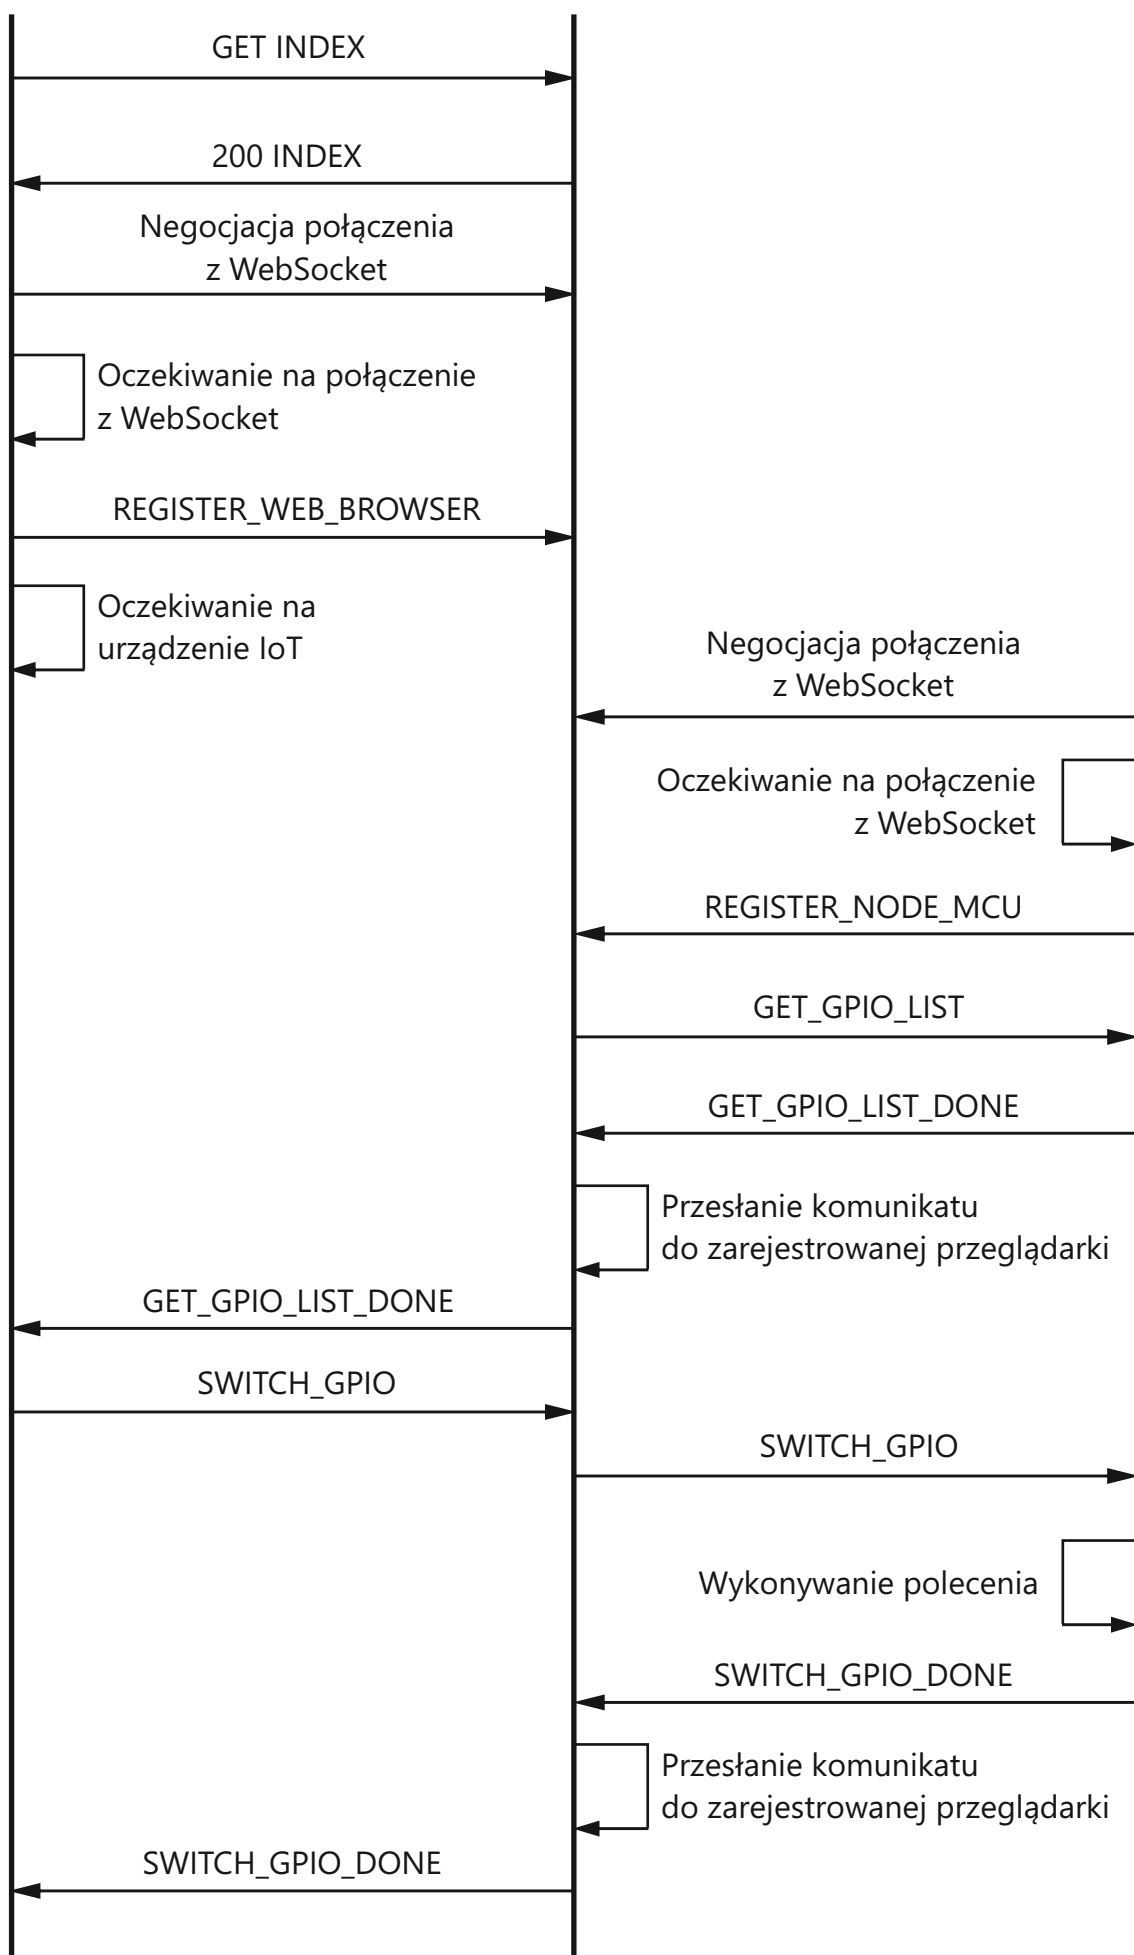 GET INDEX
200 INDEX
Negocjacja połączenia
z WebSocket
Oczekiwanie na połączenie
z WebSocket
REGISTER_WEB_BROWSER
Oczekiwanie na
urządzenie IoT
Negocjacja połączenia
z WebSocket
Oczekiwanie na połączenie
z WebSocket
REGISTER_NODE_MCU
GET_GPIO_LIST
GET_GPIO_LIST_DONE
Przesłanie komunikatu
do zarejestrowanej przeglądarki
GET_GPIO_LIST_DONE
SWITCH_GPIO
SWITCH_GPIO
Wykonywanie polecenia
SWITCH_GPIO_DONE
Przesłanie komunikatu
do zarejestrowanej przeglądarki
SWITCH_GPIO_DONE